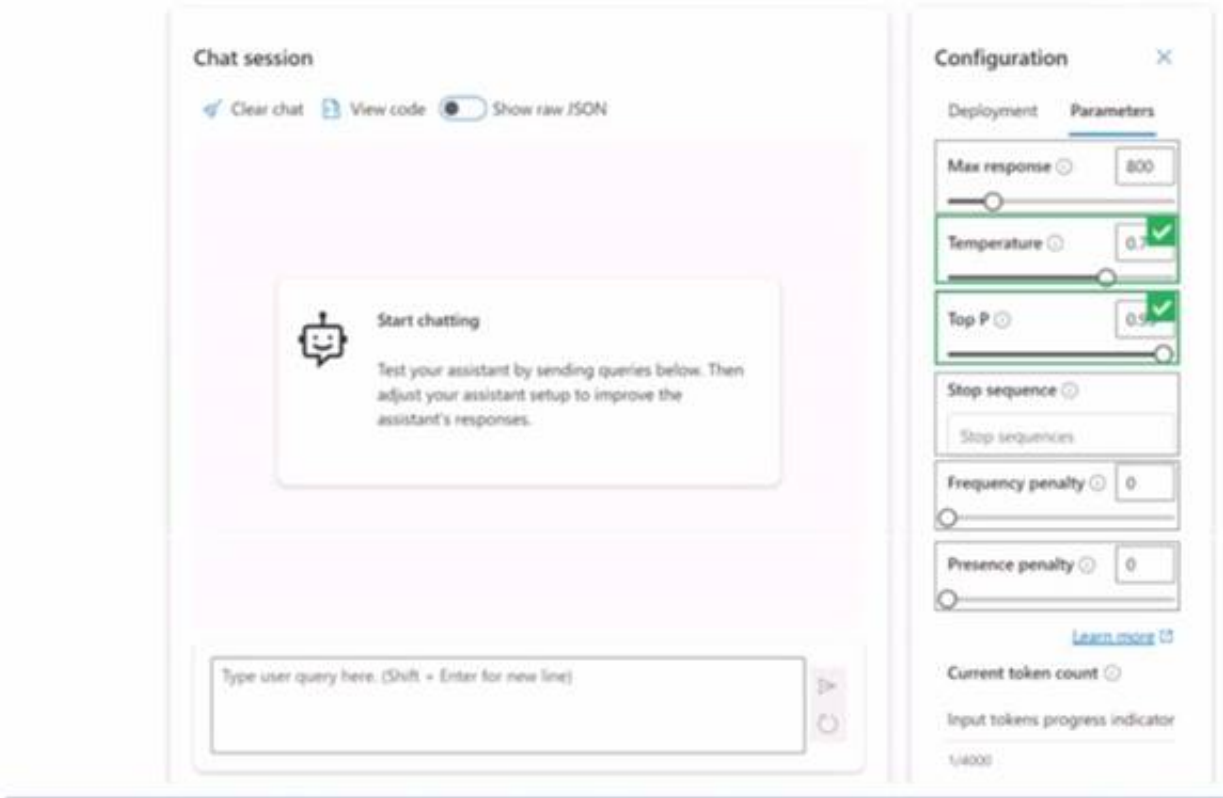 Chat session
Clear chat
View code
Show raw JSON
Start chatting
Test your assistant by sending queries below. Then
adjust your assistant setup to improve the
assistant's responses.
Type user query here. (Shift + Enter for new line)
Configuration
Deployment
Parameters
Max response
800
Temperature
Top P
Stop sequence
Stop sequences
Frequency penalty
0
Presence penalty
0
Learn more
Current token count
Input tokens progress indicator
1/4000